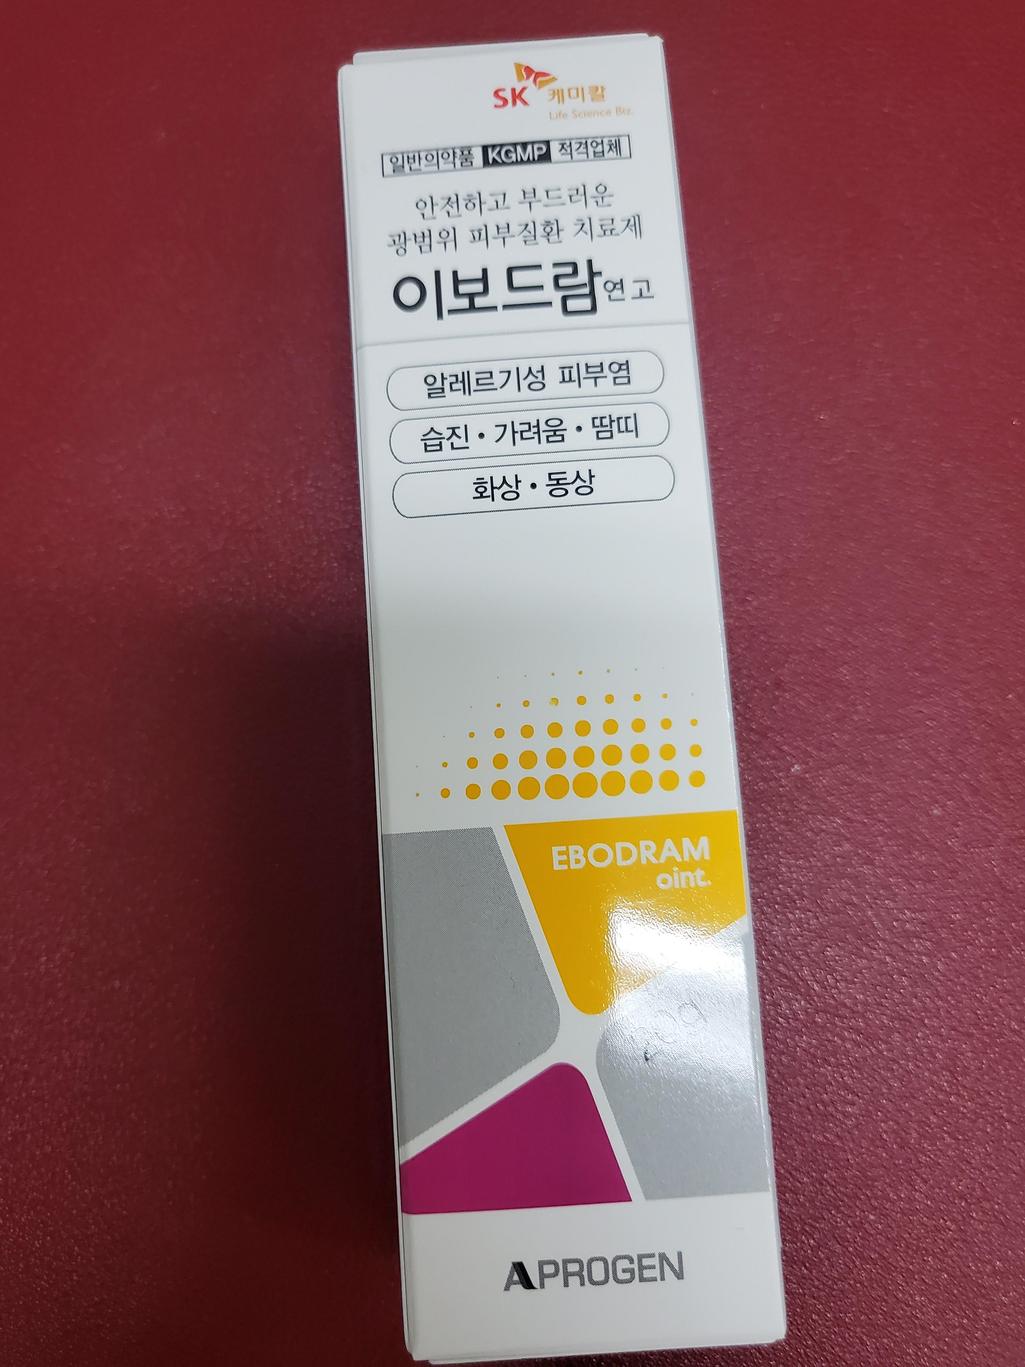 SK 케미칼
Life Science Biz.
일반의약품 KGMP 적격업체
안전하고 부드러운
광범위 피부질환 치료제
이보드람연고
알레르기성 피부염
습진・가려움・땀띠
화상・동상
EBODRAM
oint.
20g
APROGEN